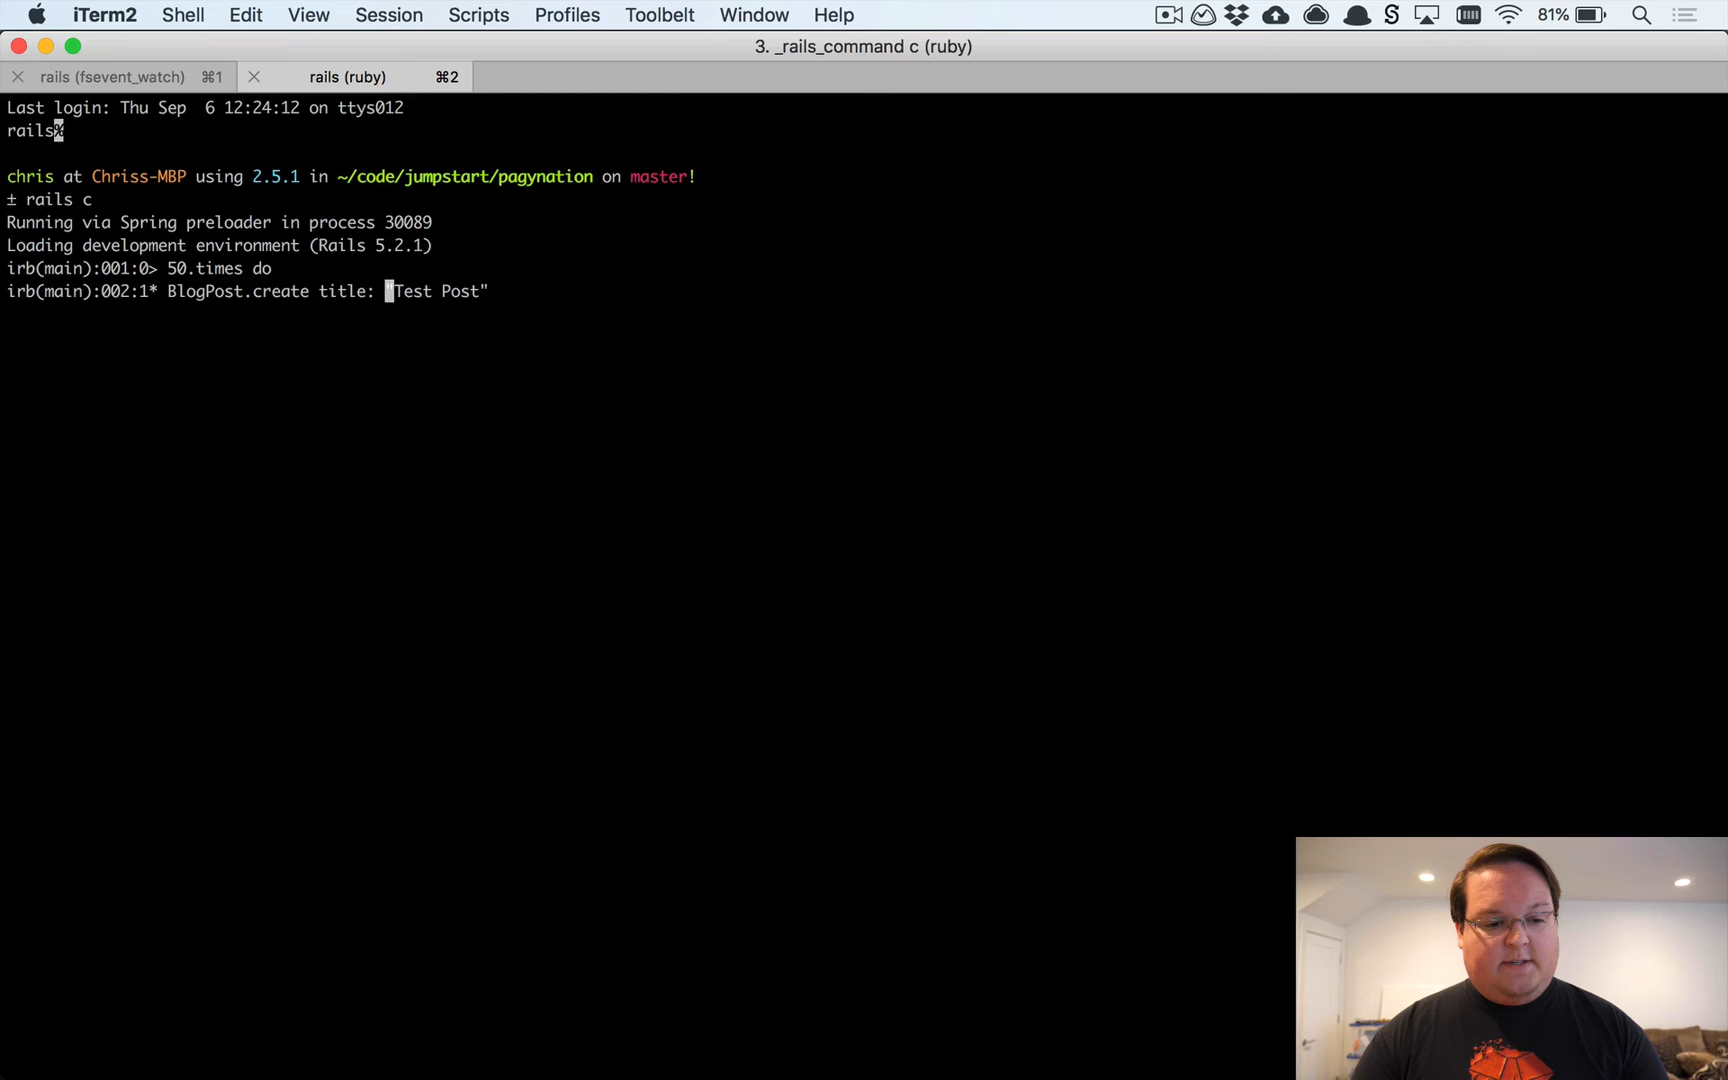 iTerm2 Shell Edit View Session Scripts Profiles Toolbelt Window Help 81%
3. _rails_command c (ruby)
rails (fsevent_watch) ⌘1 rails (ruby) ⌘2
Last login: Thu Sep  6 12:24:12 on ttys012
rails%
chris at Chriss-MBP using 2.5.1 in ~/code/jumpstart/pagynation on master!
± rails c
Running via Spring preloader in process 30089
Loading development environment (Rails 5.2.1)
irb(main):001:0> 50.times do
irb(main):002:1* BlogPost.create title: "Test Post"